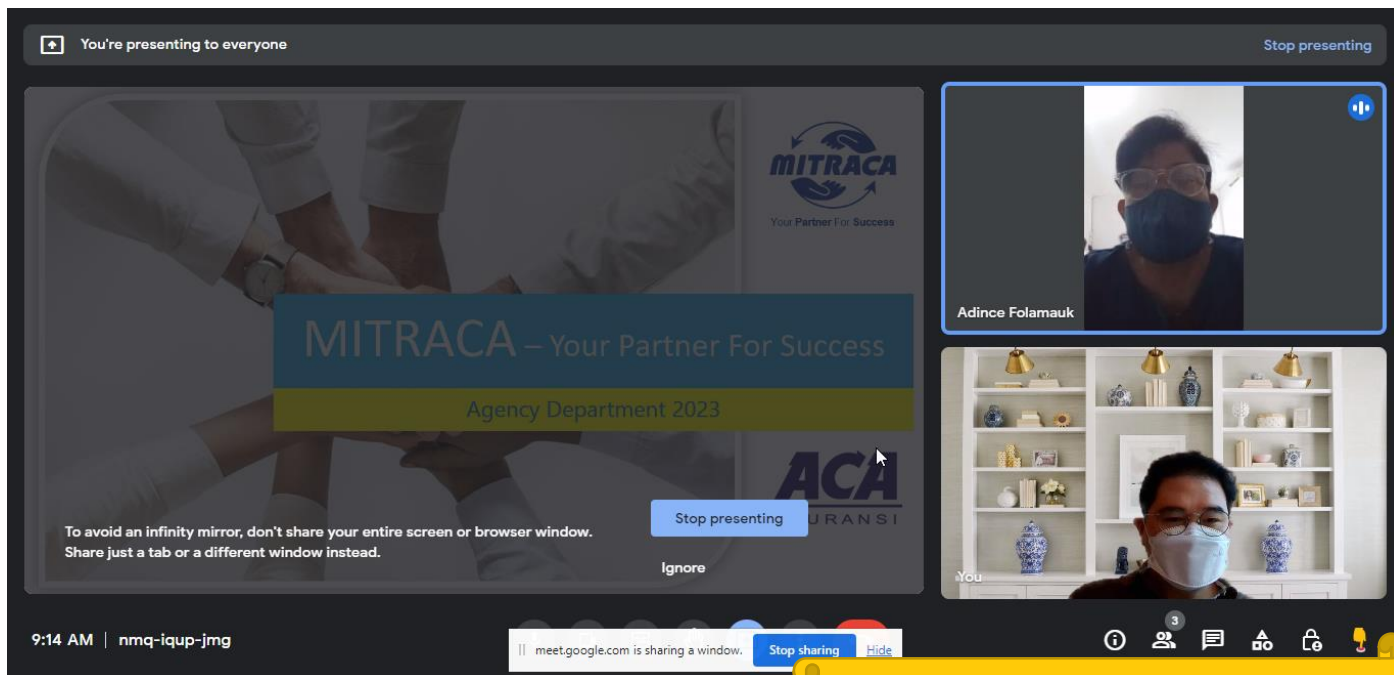 You're presenting to everyone
Stop presenting
MITRACA
Your Partner For Success
MITRACA – Your Partner For Success
Agency Department 2023
ACA
URANSI
To avoid an infinity mirror, don't share your entire screen or browser window.
Share just a tab or a different window instead.
Stop presenting
Ignore
Adince Folamauk
You
9:14 AM | nmq-iqup-jmg
meet.google.com is sharing a window.
Stop sharing
Hide
3